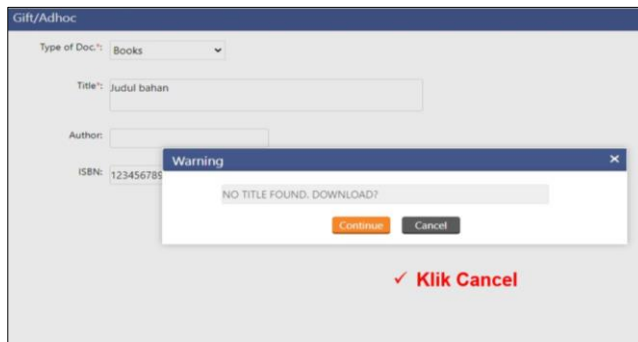 Gift/Adhoc
Type of Doc.*: Books
Title*: Judul bahan
Author:
ISBN: 123456789
Warning
NO TITLE FOUND. DOWNLOAD?
Continue Cancel
✓ Klik Cancel